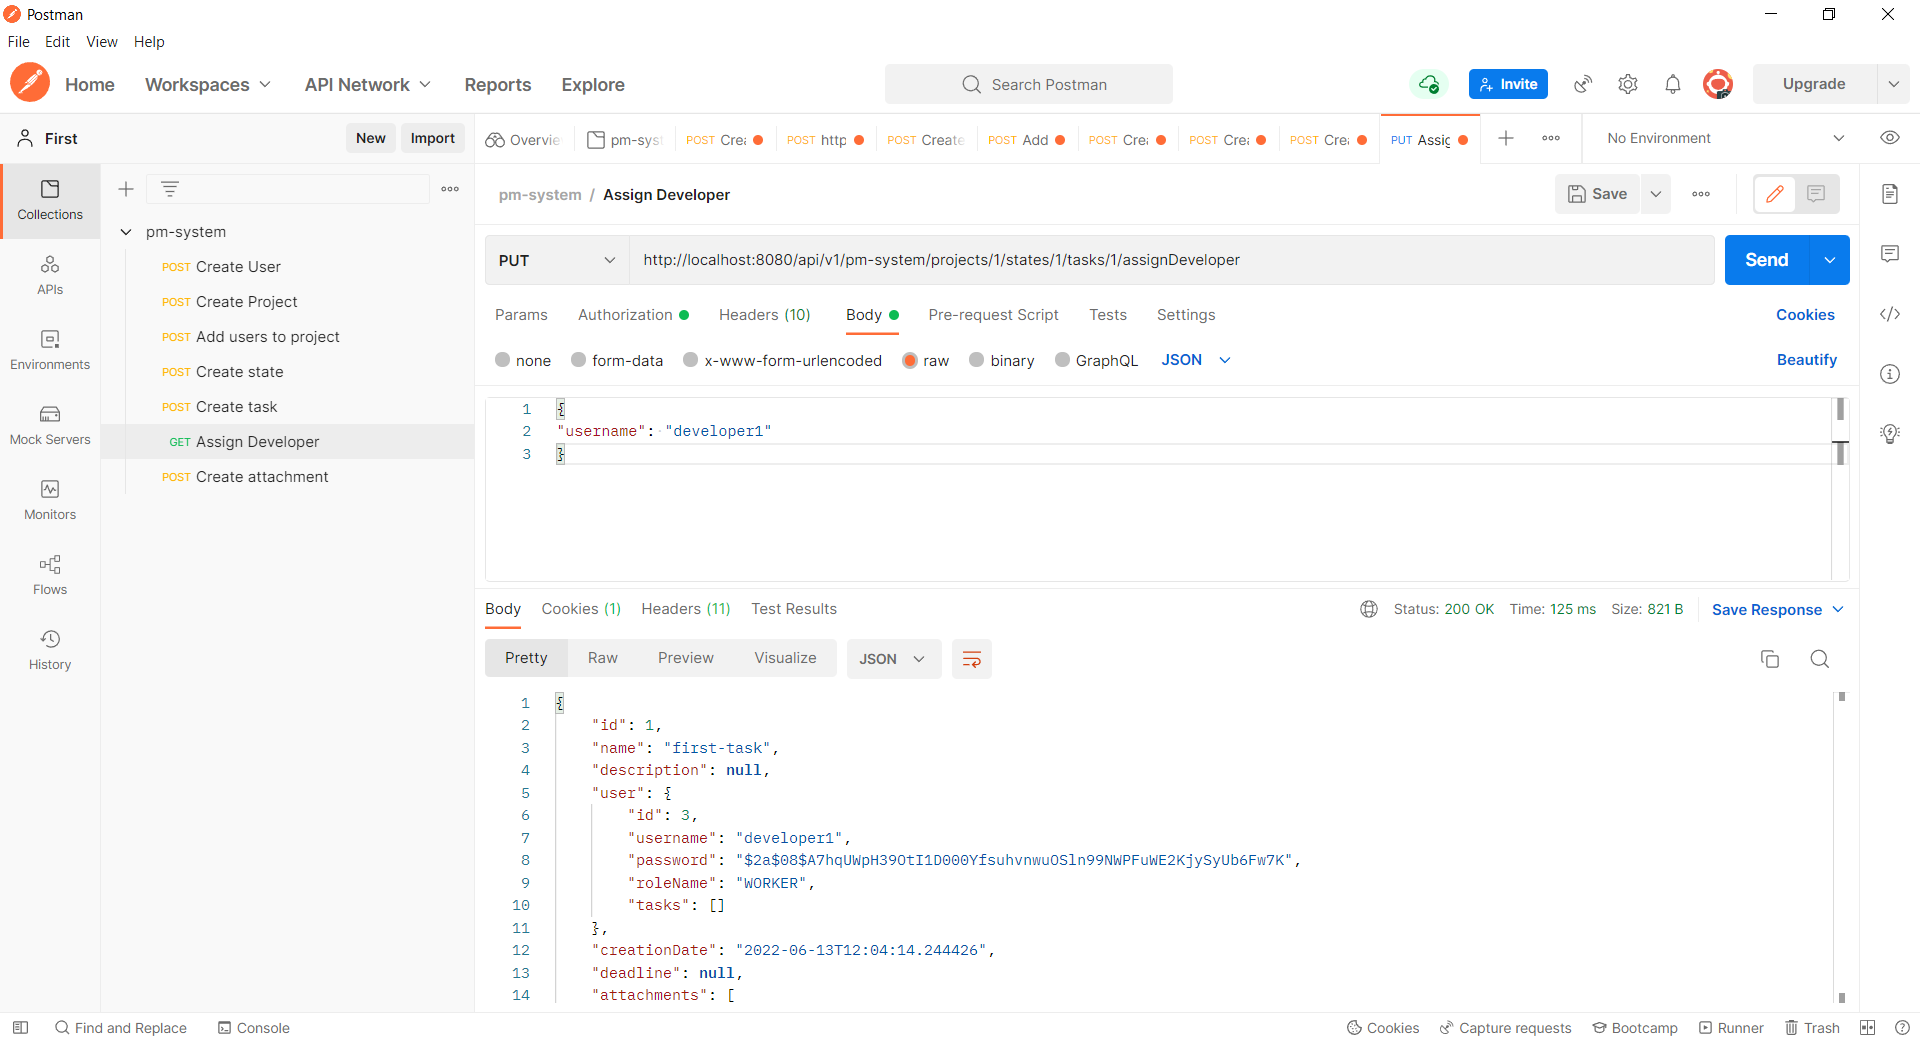 Postman
File Edit View Help
Home Workspaces API Network Reports Explore Search Postman Invite Upgrade
First New Import
Overvie pm-syst POST Crea POST http POST Create POST Add POST Crea POST Crea POST Crea PUT Assig No Environment
Collections
APIs
Environments
Mock Servers
Monitors
Flows
History
pm-system
POST Create User
POST Create Project
POST Add users to project
POST Create state
POST Create task
GET Assign Developer
POST Create attachment
pm-system / Assign Developer Save
PUT http://localhost:8080/api/v1/pm-system/projects/1/states/1/tasks/1/assignDeveloper Send
Params Authorization Headers (10) Body Pre-request Script Tests Settings Cookies
none form-data x-www-form-urlencoded raw binary GraphQL JSON Beautify
1 {
2 "username": "developer1"
3 }
Body Cookies (1) Headers (11) Test Results Status: 200 OK Time: 125 ms Size: 821 B Save Response
Pretty Raw Preview Visualize JSON
1 {
2 "id": 1,
3 "name": "first-task",
4 "description": null,
5 "user": {
6 "id": 3,
7 "username": "developer1",
8 "password": "$2a$08$A7hqUWpH39OtI1D000YfsuhvnwuOSln99NWPFuWE2KjySyUb6Fw7K",
9 "roleName": "WORKER",
10 "tasks": []
11 },
12 "creationDate": "2022-06-13T12:04:14.244426",
13 "deadline": null,
14 "attachments": [
Find and Replace Console Cookies Capture requests Bootcamp Runner Trash